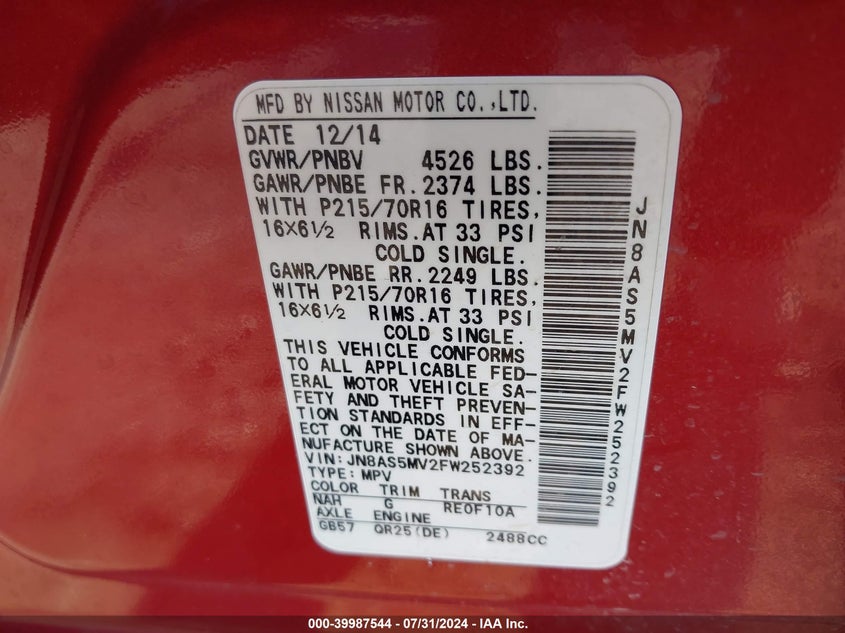 MFD BY NISSAN MOTOR CO.,LTD.
DATE 12/14
GVWR/PNBV 4526 LBS.
GAWR/PNBE FR. 2374 LBS.
WITH P215/70R16 TIRES,
16X6½ RIMS.AT 33 PSI
COLD SINGLE.
GAWR/PNBE RR. 2249 LBS.
WITH P215/70R16 TIRES,
16X6½ RIMS.AT 33 PSI
COLD SINGLE.
THIS VEHICLE CONFORMS
TO ALL APPLICABLE FED-
ERAL MOTOR VEHICLE SA-
FETY AND THEFT PREVEN-
TION STANDARDS IN EFF-
ECT ON THE DATE OF MA-
NUFACTURE SHOWN ABOVE.
VIN:JN8AS5MV2FW252392
TYPE:MPV
COLOR TRIM TRANS
NAH G RE0F10A
AXLE ENGINE
GB57 QR25(DE) 2488CC
JN8AS5MV2FW252392
000-39987544 / 07/31/2024 - IAA Inc.